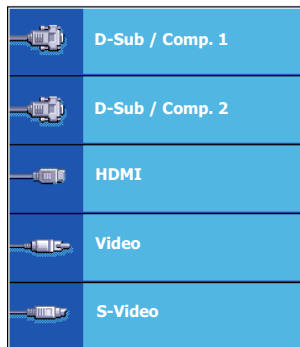 D-Sub / Comp. 1
D-Sub / Comp. 2
HDMI
Video
S-Video